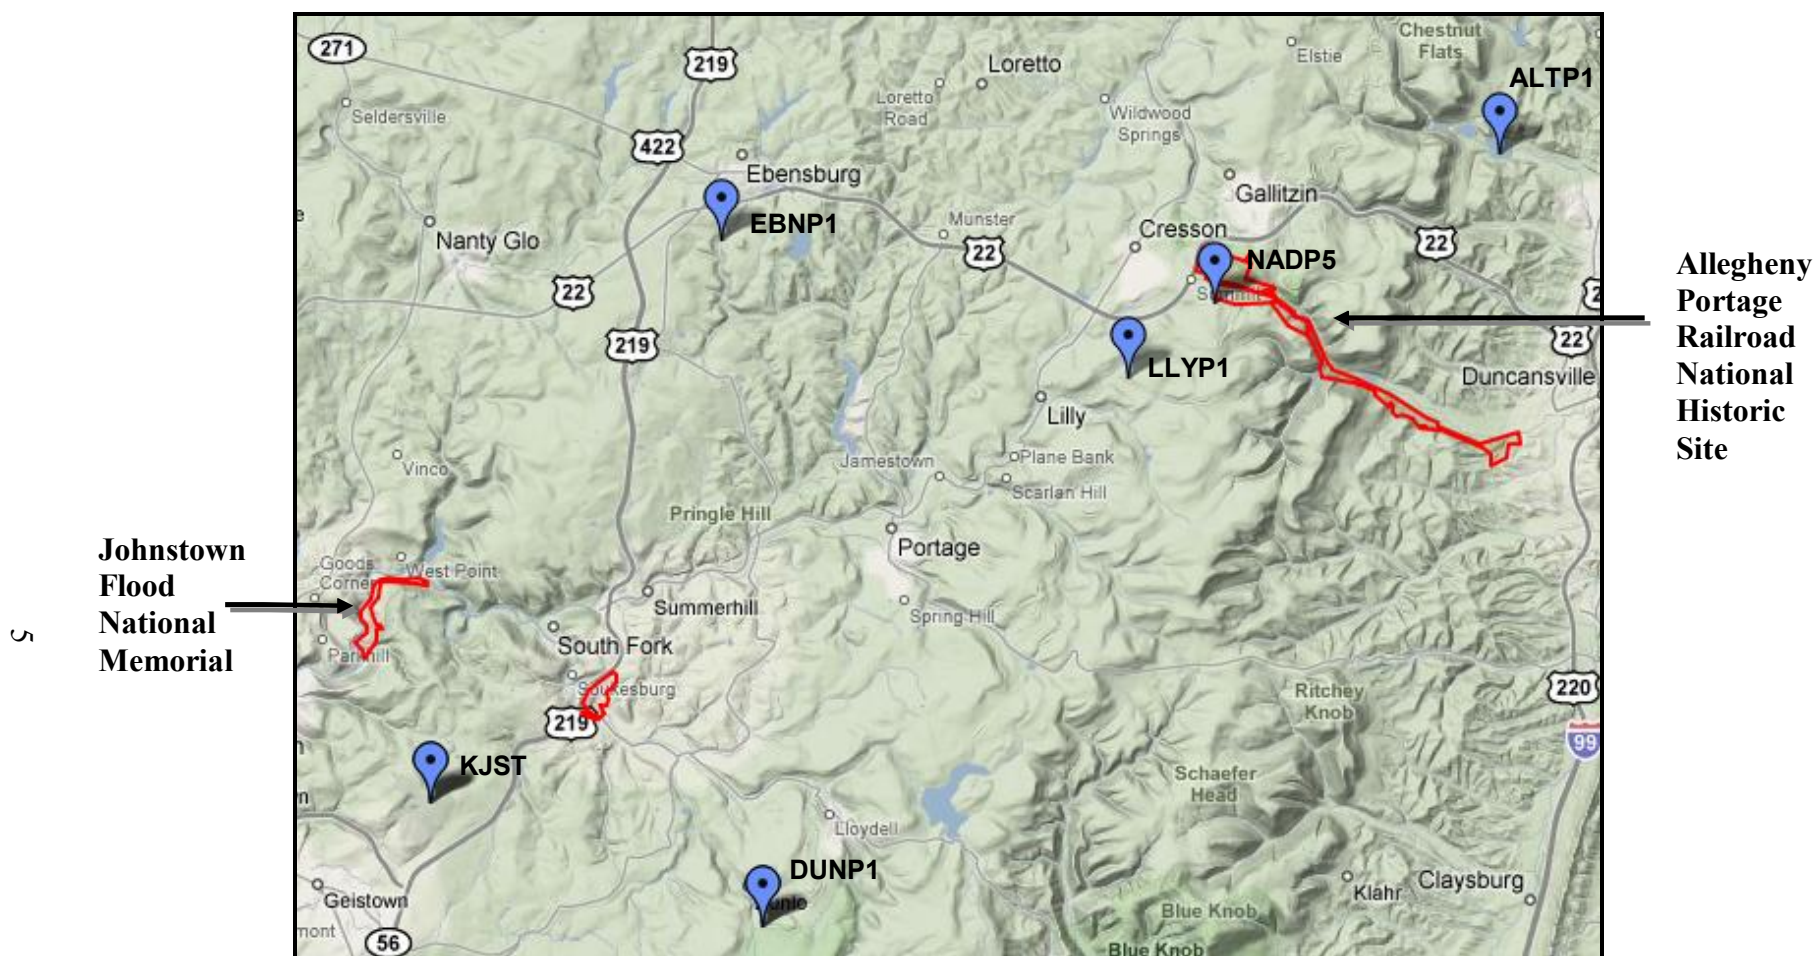 271
219
Loretto
Elstie
Chestnut
Flats
ALTP1
Loretto
Road
Wildwood
Springs
Seldersville
422
Ebensburg
Gallitzin
EBNP1
Munster
Cresson
Nanty Glo
22
22
NADP5
22
219
LLYP1
22
Duncansville
Lilly
Allegheny
Portage
Railroad
National
Historic
Site
Vinco
Jamestown
Plane Bank
Scarlan Hill
Pringle Hill
Portage
Goods
Corner
West Point
Summerhill
Spring Hill
Johnstown
Flood
National
Memorial
5
South Fork
Parkhill
Soukesburg
Ritchey
Knob
220
219
99
KJST
Schaefer
Head
Lloydell
DUNP1
Geistown
Klahr
Claysburg
Blue Knob
56
Blue Knob